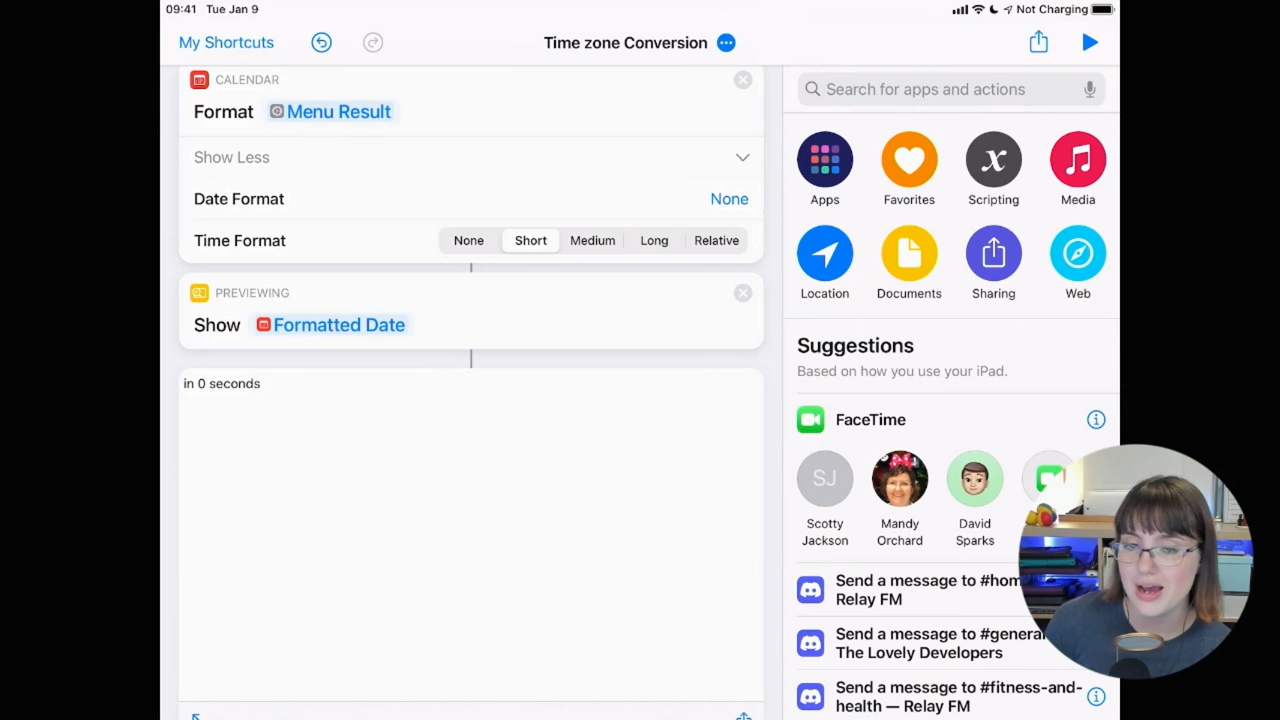 09:41 Tue Jan 9
Not Charging
My Shortcuts
Time zone Conversion
CALENDAR
Format Menu Result
Show Less
Date Format None
Time Format None Short Medium Long Relative
PREVIEWING
Show Formatted Date
in 0 seconds
Search for apps and actions
Apps Favorites Scripting Media
Location Documents Sharing Web
Suggestions
Based on how you use your iPad.
FaceTime
SJ
Scotty Jackson
Mandy Orchard
David Sparks
Send a message to #hom
Relay FM
Send a message to #general
The Lovely Developers
Send a message to #fitness-and-
health — Relay FM